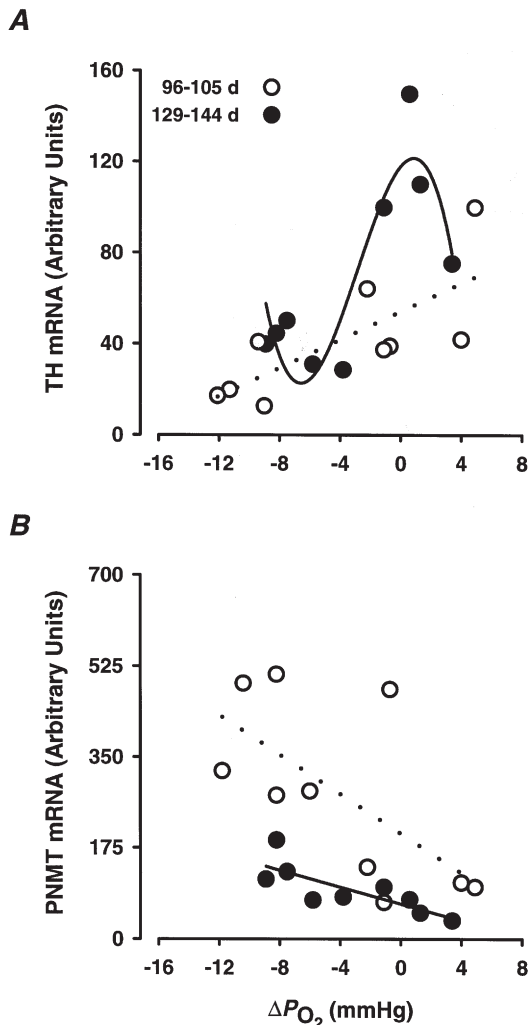 A
160
96-105 d
129-144 d
120
80
40
0
TH mRNA (Arbitrary Units)
-16 -12 -8 -4 0 4 8
B
700
525
350
175
0
PNMT mRNA (Arbitrary Units)
-16 -12 -8 -4 0 4 8
ΔPO2 (mmHg)